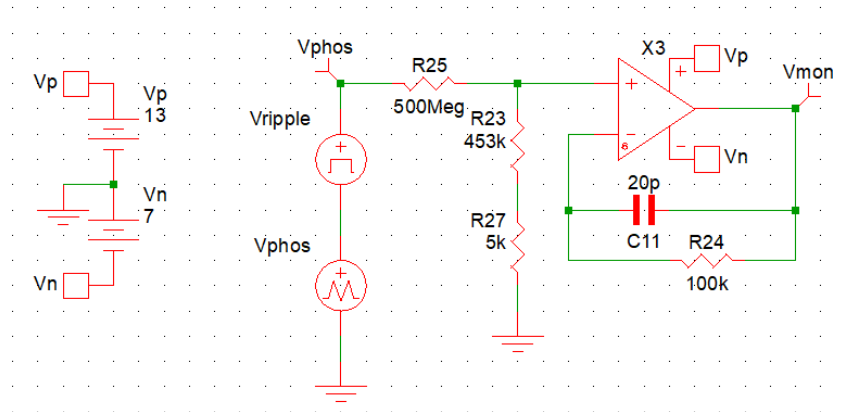 Vp
Vp
13
Vn
7
Vn
Vphos
Vripple
+
Vphos
+
R25
500Meg
R23
453k
R27
5k
X3
+
−
+
Vp
−
Vn
Vmon
20p
C11
R24
100k